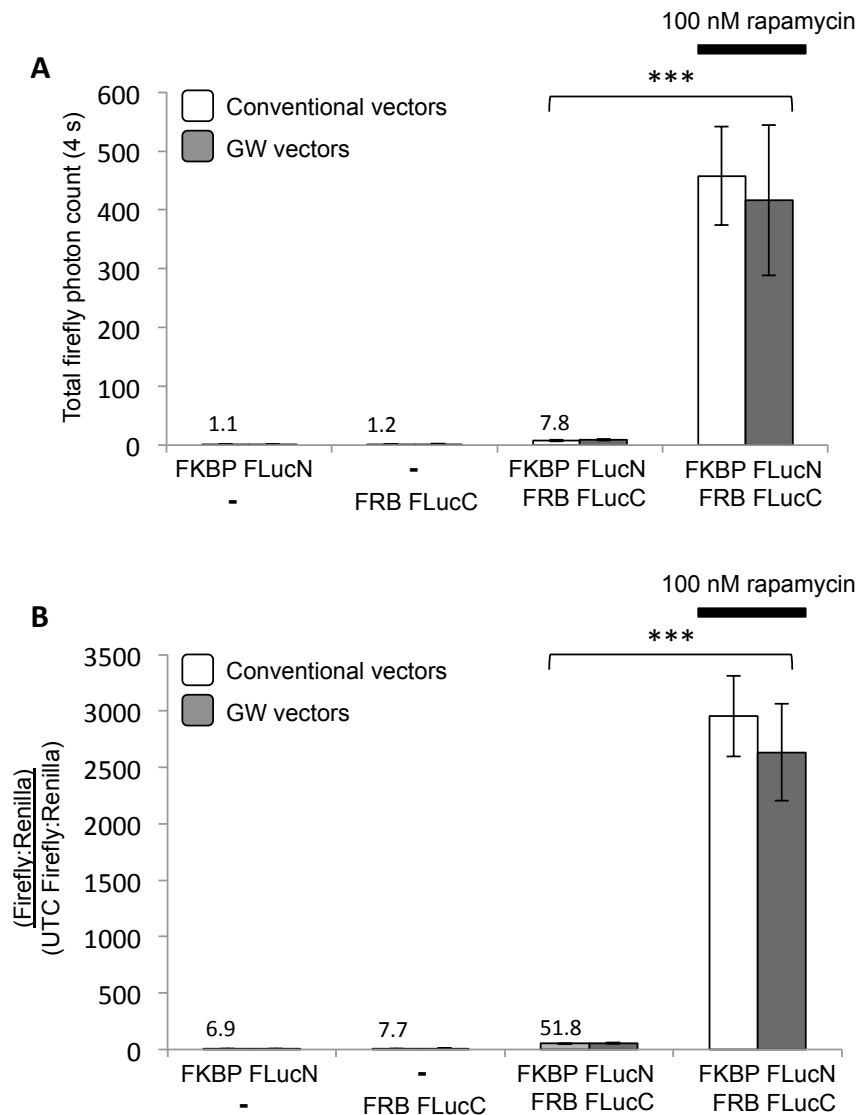 100 nM rapamycin
A
***
600
500
400
300
200
100
0
Total firefly photon count (4 s)
Conventional vectors
GW vectors
1.1
1.2
7.8
FKBP FLucN
-
-
FRB FLucC
FKBP FLucN
FRB FLucC
FKBP FLucN
FRB FLucC
100 nM rapamycin
B
***
3500
3000
2500
2000
1500
1000
500
0
(Firefly:Renilla)
(UTC Firefly:Renilla)
Conventional vectors
GW vectors
6.9
7.7
51.8
FKBP FLucN
-
-
FRB FLucC
FKBP FLucN
FRB FLucC
FKBP FLucN
FRB FLucC